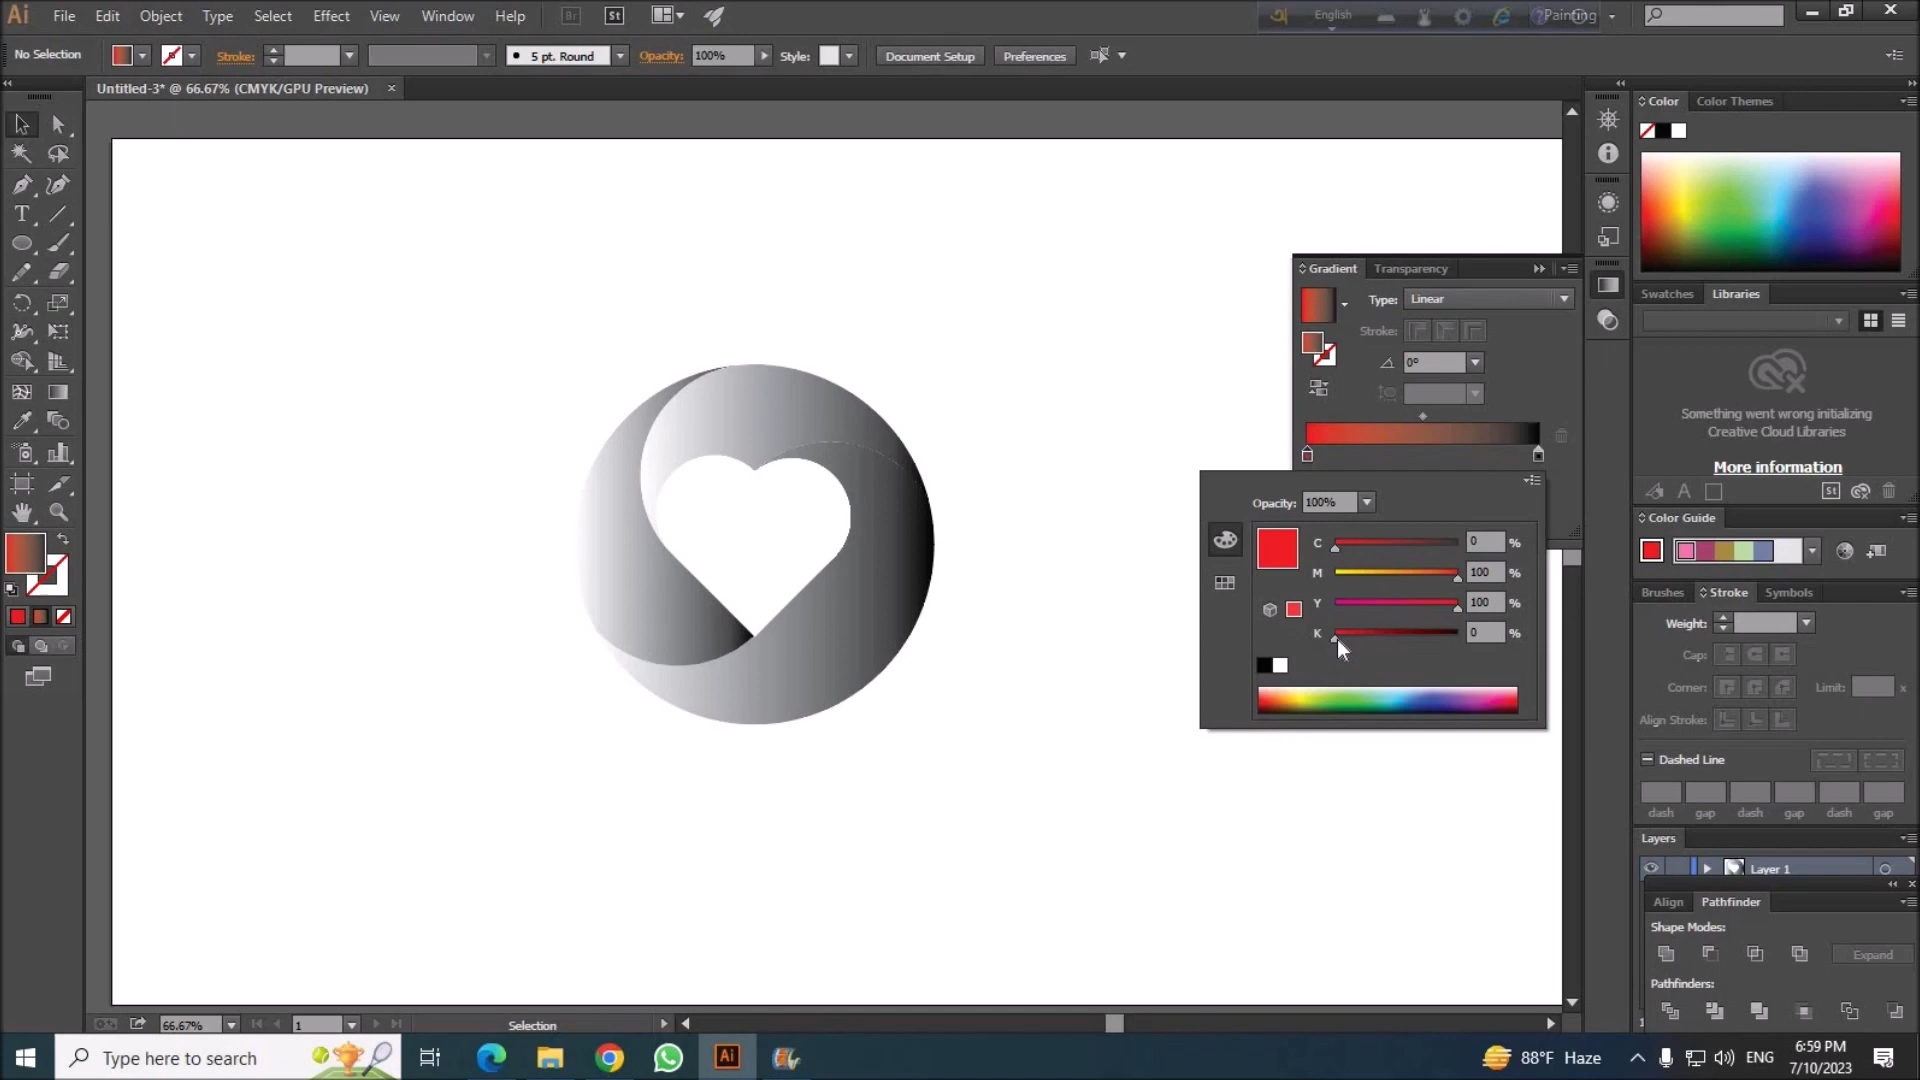 Ai File Edit Object Type Select Effect View Window Help Br St English Painting
No Selection Stroke: 5 pt. Round Opacity: 100% Style: Document Setup Preferences
Untitled-3* @ 66.67% (CMYK/GPU Preview) ×
Color Color Themes
Gradient Transparency
Type: Linear
Stroke:
0°
Opacity: 100%
C 0 %
M 100 %
Y 100 %
K 0 %
Swatches Libraries
Something went wrong initializing
Creative Cloud Libraries
More information
St
Color Guide
Brushes Stroke Symbols
Weight:
Cap:
Corner: Limit: x
Align Stroke:
Dashed Line
dash gap dash gap dash gap
Layers
Layer 1
Align Pathfinder
Shape Modes:
Expand
Pathfinders:
66.67% 1 Selection
Type here to search Ai 88°F Haze ENG 6:59 PM
7/10/2023